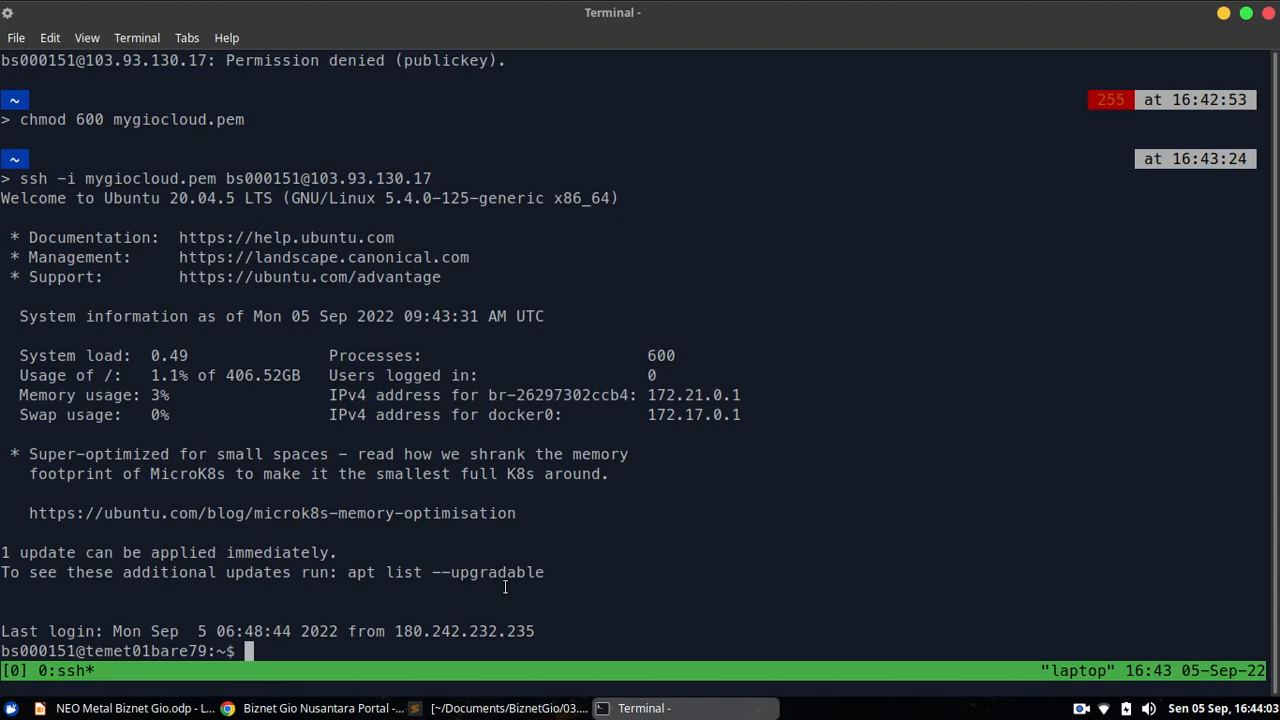 Terminal -
File Edit View Terminal Tabs Help
bs000151@103.93.130.17: Permission denied (publickey).
~ 255 at 16:42:53
> chmod 600 mygiocloud.pem
~ at 16:43:24
> ssh -i mygiocloud.pem bs000151@103.93.130.17
Welcome to Ubuntu 20.04.5 LTS (GNU/Linux 5.4.0-125-generic x86_64)
* Documentation: https://help.ubuntu.com
* Management: https://landscape.canonical.com
* Support: https://ubuntu.com/advantage
System information as of Mon 05 Sep 2022 09:43:31 AM UTC
System load: 0.49 Processes: 600
Usage of /: 1.1% of 406.52GB Users logged in: 0
Memory usage: 3% IPv4 address for br-26297302ccb4: 172.21.0.1
Swap usage: 0% IPv4 address for docker0: 172.17.0.1
* Super-optimized for small spaces - read how we shrank the memory
footprint of MicroK8s to make it the smallest full K8s around.
https://ubuntu.com/blog/microk8s-memory-optimisation
1 update can be applied immediately.
To see these additional updates run: apt list --upgradable
Last login: Mon Sep 5 06:48:44 2022 from 180.242.232.235
bs000151@temet01bare79:~$
[0] 0:ssh* "laptop" 16:43 05-Sep-22
NEO Metal Biznet Gio.odp - L... Biznet Gio Nusantara Portal -... [~/Documents/BiznetGio/03.... Terminal - Sen 05 Sep, 16:44:03